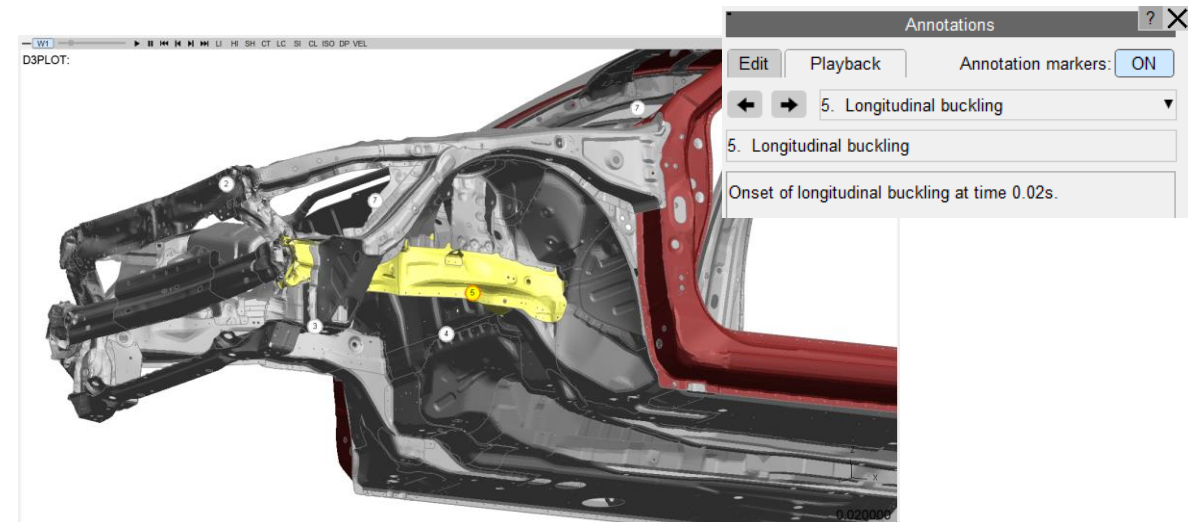 Annotations
? X
Edit Playback Annotation markers: ON
5. Longitudinal buckling
5. Longitudinal buckling
Onset of longitudinal buckling at time 0.02s.
W1 LI HI SH CT LC SI CL ISO DP VEL
D3PLOT:
7
2
7
5
3
4
Z
X
0.020000